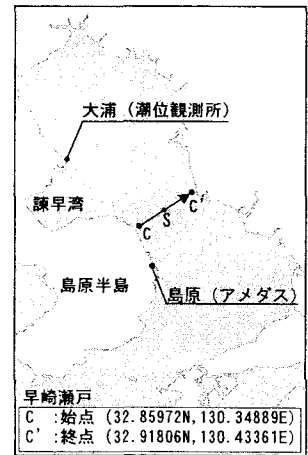 大浦（潮位観測所）
諫早湾
C'
S
C
島原半島
島原（アメダス）
早崎瀬戸
C :始点 (32.85972N,130.34889E)
C' :終点 (32.91806N,130.43361E)